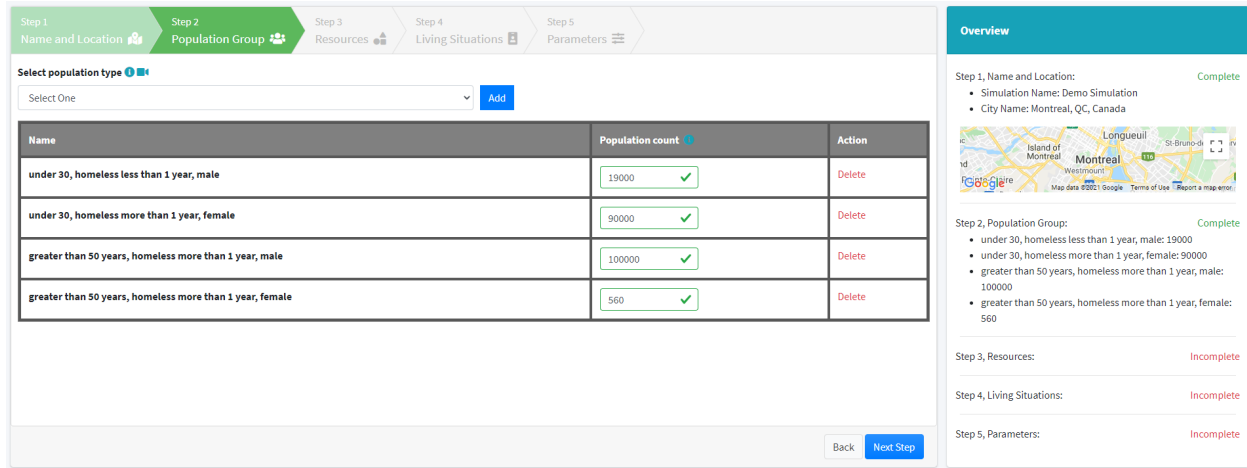 Step 1
Name and Location
Step 2
Population Group
Step 3
Resources
Step 4
Living Situations
Step 5
Parameters
Select population type
Select One
Add
Name
Population count
Action
under 30, homeless less than 1 year, male
19000
Delete
under 30, homeless more than 1 year, female
90000
Delete
greater than 50 years, homeless more than 1 year, male
100000
Delete
greater than 50 years, homeless more than 1 year, female
560
Delete
Back
Next Step
Overview
Step 1, Name and Location:
Complete
Simulation Name: Demo Simulation
City Name: Montreal, QC, Canada
Longueuil
Island of
Montreal
Montreal
116
St-Bruno-d
Westmount
Google
Map data ©2021 Google
Terms of Use
Report a map error
Step 2, Population Group:
Complete
under 30, homeless less than 1 year, male: 19000
under 30, homeless more than 1 year, female: 90000
greater than 50 years, homeless more than 1 year, male:
100000
greater than 50 years, homeless more than 1 year, female:
560
Step 3, Resources:
Incomplete
Step 4, Living Situations:
Incomplete
Step 5, Parameters:
Incomplete